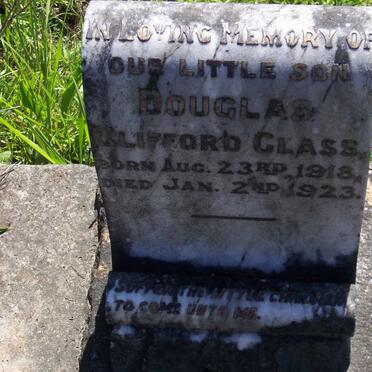 IN LOVING MEMORY OF
OUR LITTLE SON
DOUGLAS
CLIFFORD GLASS.
BORN AUG. 23RD 1918,
DIED JAN. 2ND 1923.
SUFFER THE LITTLE CHILDREN
TO COME UNTO ME.